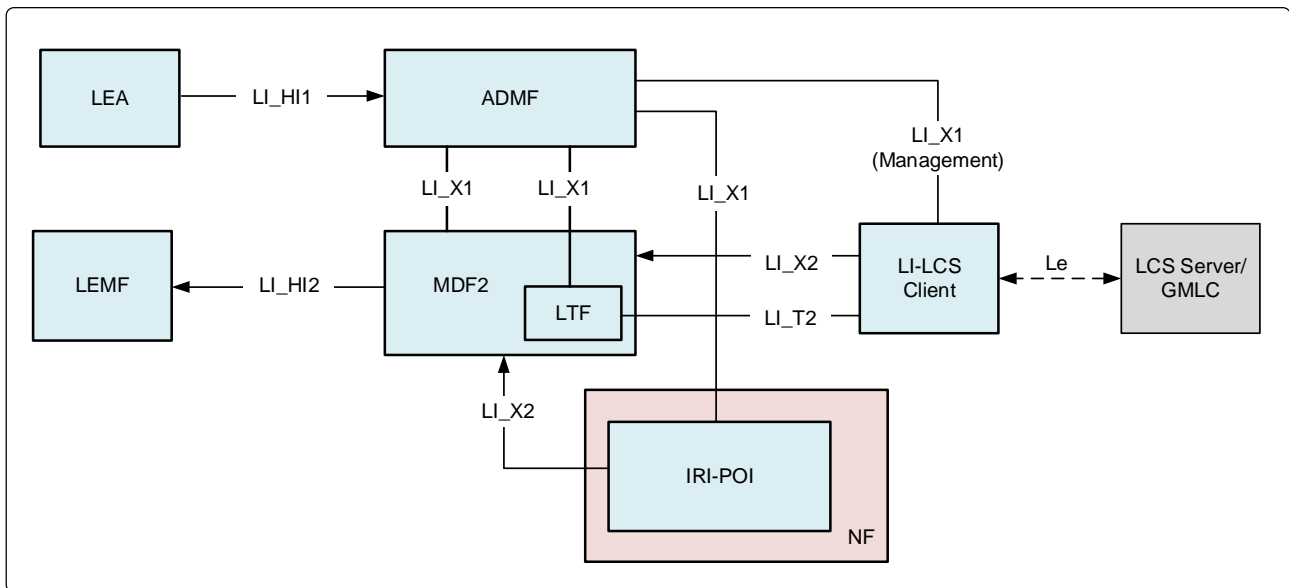 LEA
LI_HI1
ADMF
LI_X1
(Management)
LI_X1
LI_X1
LI_X1
LEMF
LI_HI2
MDF2
LTF
LI_X2
LI_T2
LI-LCS
Client
Le
LCS Server/
GMLC
LI_X2
IRI-POI
NF